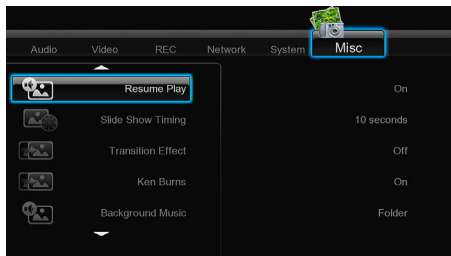 Audio Video REC Network System Misc
Resume Play On
Slide Show Timing 10 seconds
Transition Effect Off
Ken Burns On
Background Music Folder